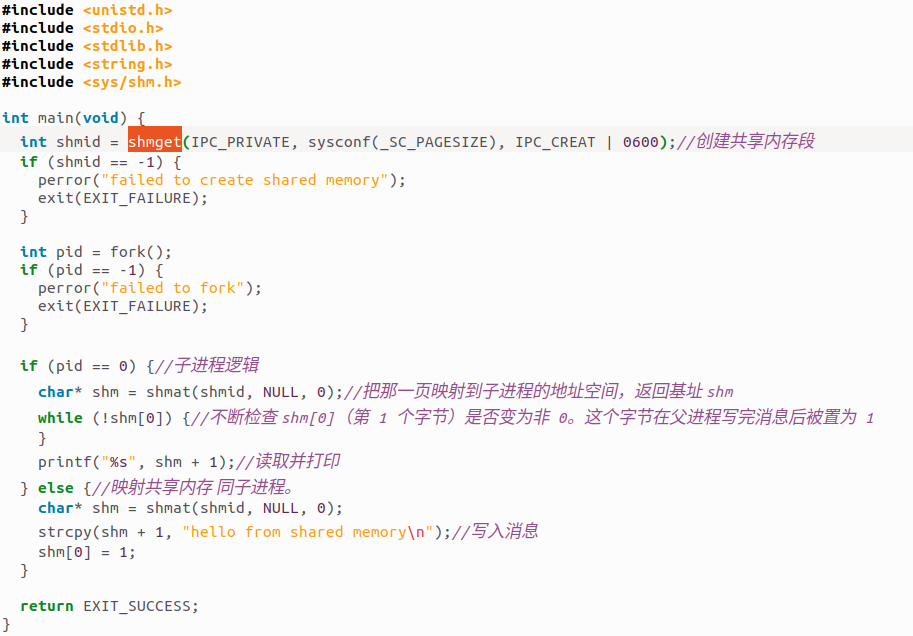 #include <unistd.h>
#include <stdio.h>
#include <stdlib.h>
#include <string.h>
#include <sys/shm.h>

int main(void) {
  int shmid = shmget(IPC_PRIVATE, sysconf(_SC_PAGESIZE), IPC_CREAT | 0600);//创建共享内存段
  if (shmid == -1) {
    perror("failed to create shared memory");
    exit(EXIT_FAILURE);
  }

  int pid = fork();
  if (pid == -1) {
    perror("failed to fork");
    exit(EXIT_FAILURE);
  }

  if (pid == 0) {//子进程逻辑
    char* shm = shmat(shmid, NULL, 0);//把那一页映射到子进程的地址空间，返回基址 shm
    while (!shm[0]) {//不断检查 shm[0]（第 1 个字节）是否变为非 0。这个字节在父进程写完消息后被置为 1
    }
    printf("%s", shm + 1);//读取并打印
  } else {//映射共享内存 同子进程。
    char* shm = shmat(shmid, NULL, 0);
    strcpy(shm + 1, "hello from shared memory\n");//写入消息
    shm[0] = 1;
  }

  return EXIT_SUCCESS;
}